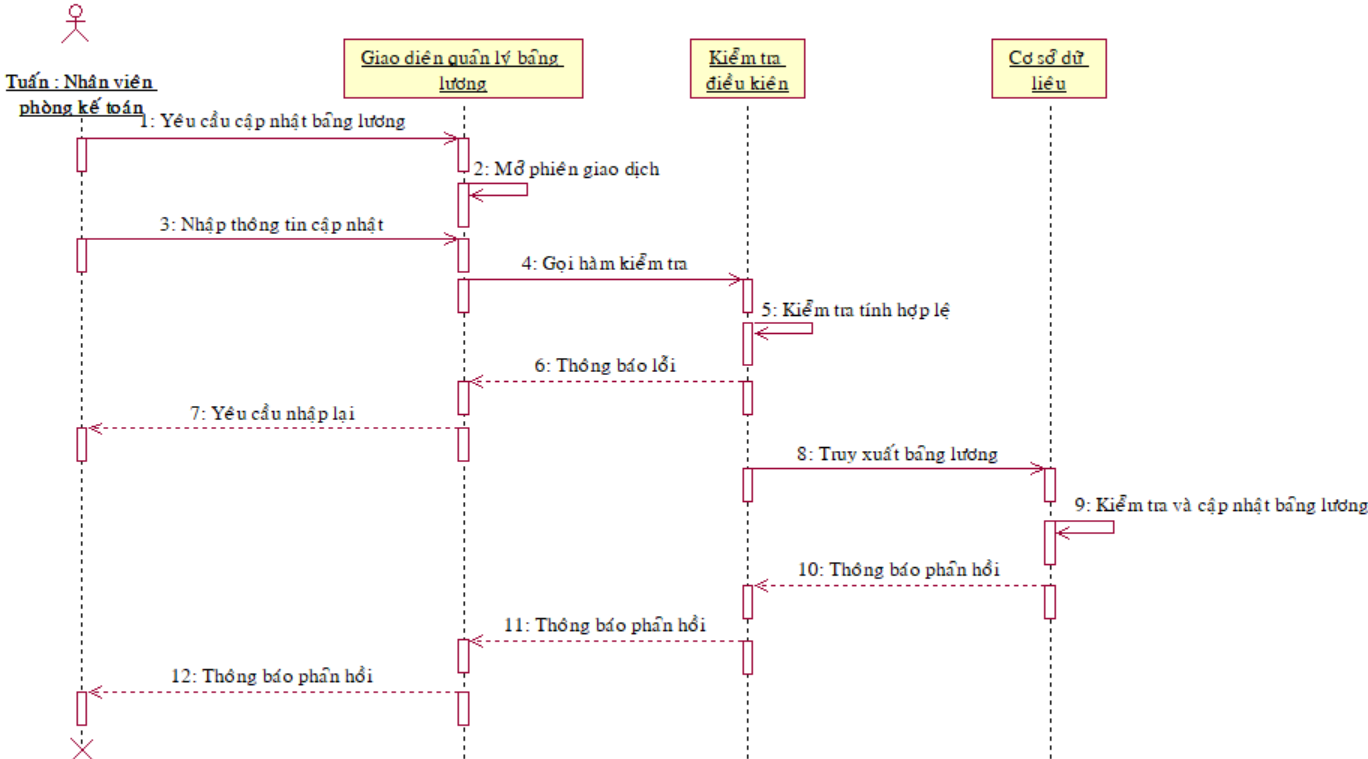 Giao diện quản lý bảng
lương
Kiểm tra
điều kiện
Cơ sở dữ
liệu
Tuấn : Nhân viên
phòng kế toán
1: Yêu cầu cập nhật bảng lương
2: Mở phiên giao dịch
3: Nhập thông tin cập nhật
4: Gọi hàm kiểm tra
5: Kiểm tra tính hợp lệ
6: Thông báo lỗi
7: Yêu cầu nhập lại
8: Truy xuất bảng lương
9: Kiểm tra và cập nhật bảng lương
10: Thông báo phản hồi
11: Thông báo phản hồi
12: Thông báo phản hồi